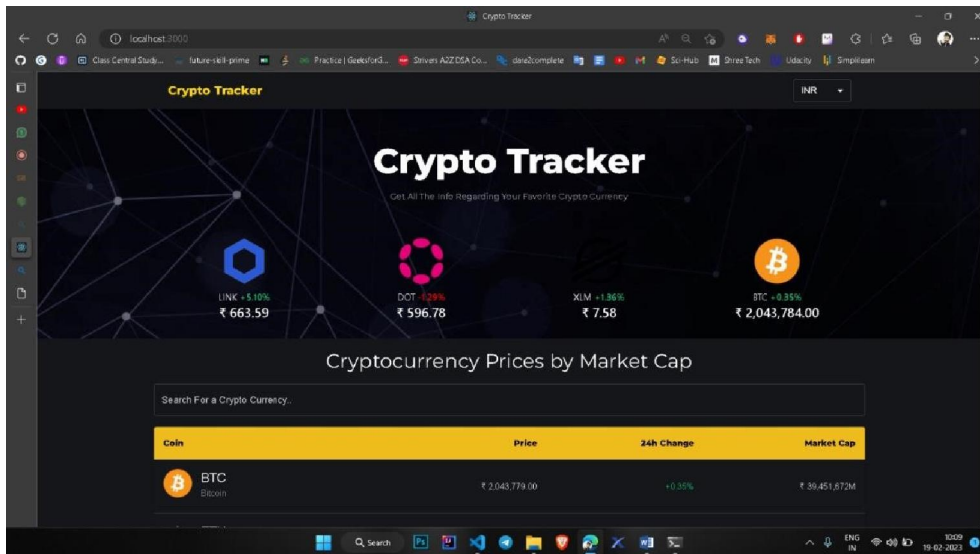 Crypto Tracker
localhost:3000
Class Central Study... future-skill-prime Practice | GeeksforG... Strivers A2Z DSA Co... dara2complete Sci-Hub Shree Tech Udacity Simplilearn
Crypto Tracker INR
Crypto Tracker
Get All The Info Regarding Your Favorite Crypto Currency
LINK +5.10% DOT -1.29% XLM +1.36% BTC +0.35%
₹ 663.59 ₹ 596.78 ₹ 7.58 ₹ 2,043,784.00
Cryptocurrency Prices by Market Cap
Search For a Crypto Currency..
Coin Price 24h Change Market Cap
BTC
Bitcoin ₹ 2,043,779.00 +0.35% ₹ 39,451,672M
Search ENG 10:09
IN 19-02-2023